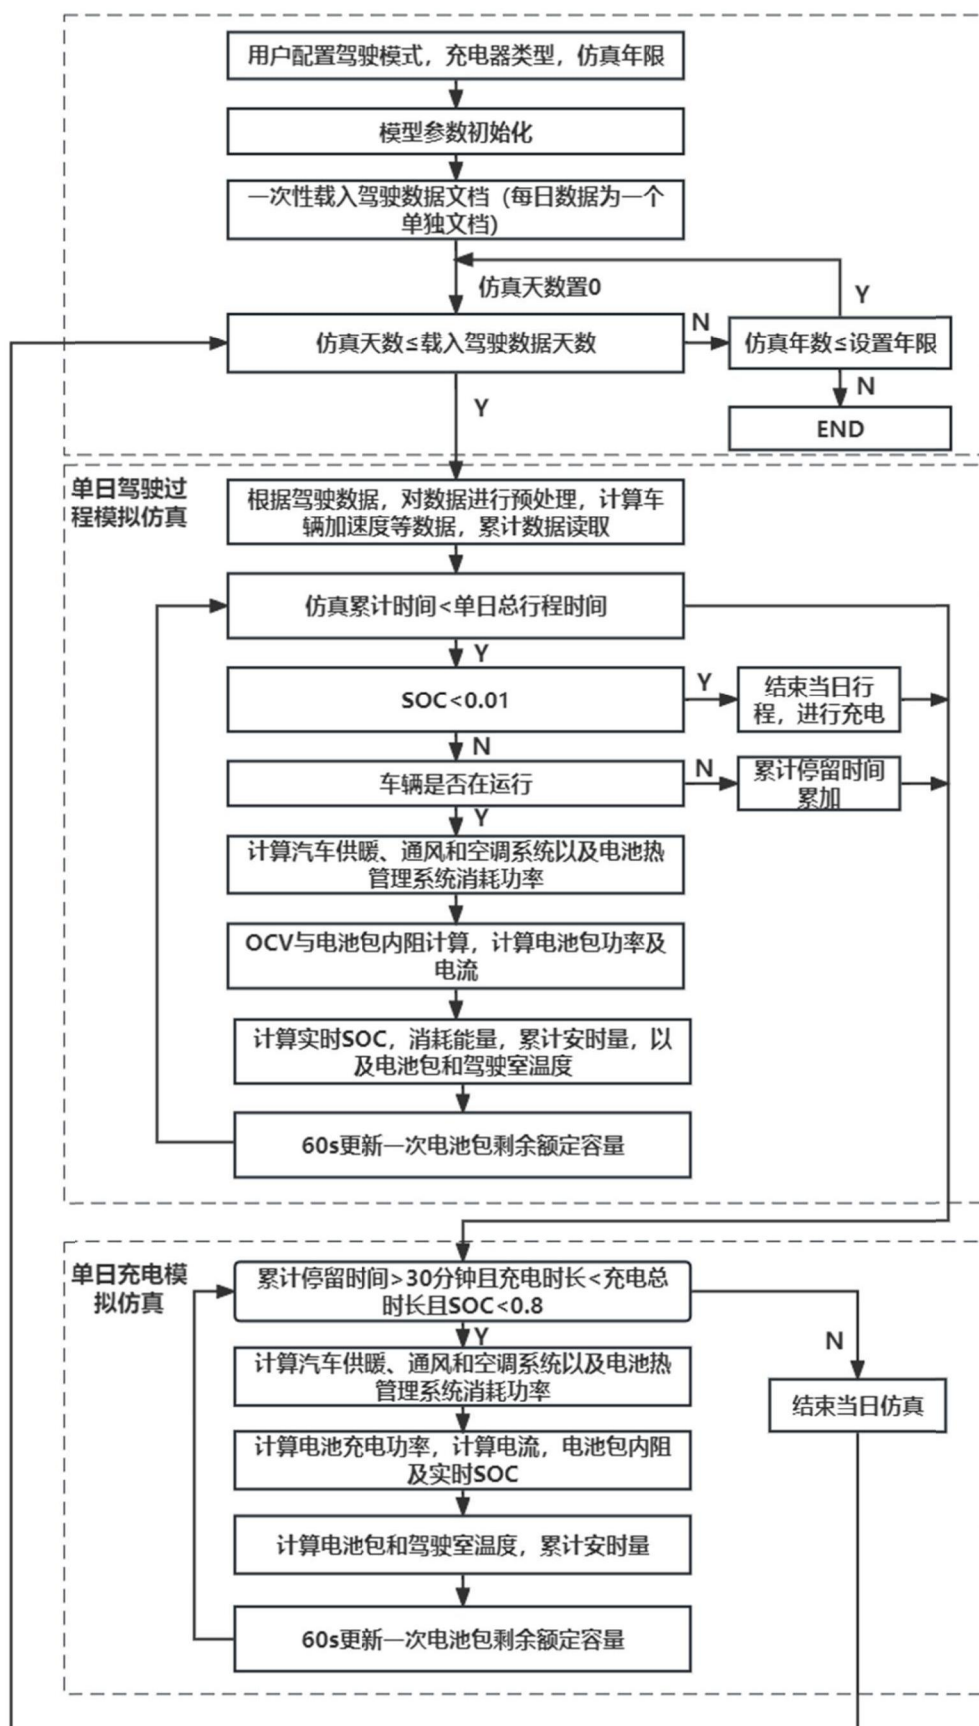 用户配置驾驶模式，充电器类型，仿真年限
模型参数初始化
一次性载入驾驶数据文档（每日数据为一个
单独文档）
仿真天数置0
Y
仿真天数≤载入驾驶数据天数
N
仿真年数≤设置年限
N
END
Y
单日驾驶过
程模拟仿真
根据驾驶数据，对数据进行预处理，计算车
辆加速度等数据，累计数据读取
仿真累计时间<单日总行程时间
Y
SOC<0.01
Y
结束当日行
程，进行充电
N
车辆是否在运行
N
累计停留时间
累加
Y
计算汽车供暖、通风和空调系统以及电池热
管理系统消耗功率
OCV与电池包内阻计算，计算电池包功率及
电流
计算实时SOC，消耗能量，累计安时量，以
及电池包和驾驶室温度
60s更新一次电池包剩余额定容量
单日充电模
拟仿真
累计停留时间>30分钟且充电时长<充电总
时长且SOC<0.8
Y
N
计算汽车供暖、通风和空调系统以及电池热
管理系统消耗功率
结束当日仿真
计算电池充电功率，计算电流，电池包内阻
及实时SOC
计算电池包和驾驶室温度，累计安时量
60s更新一次电池包剩余额定容量